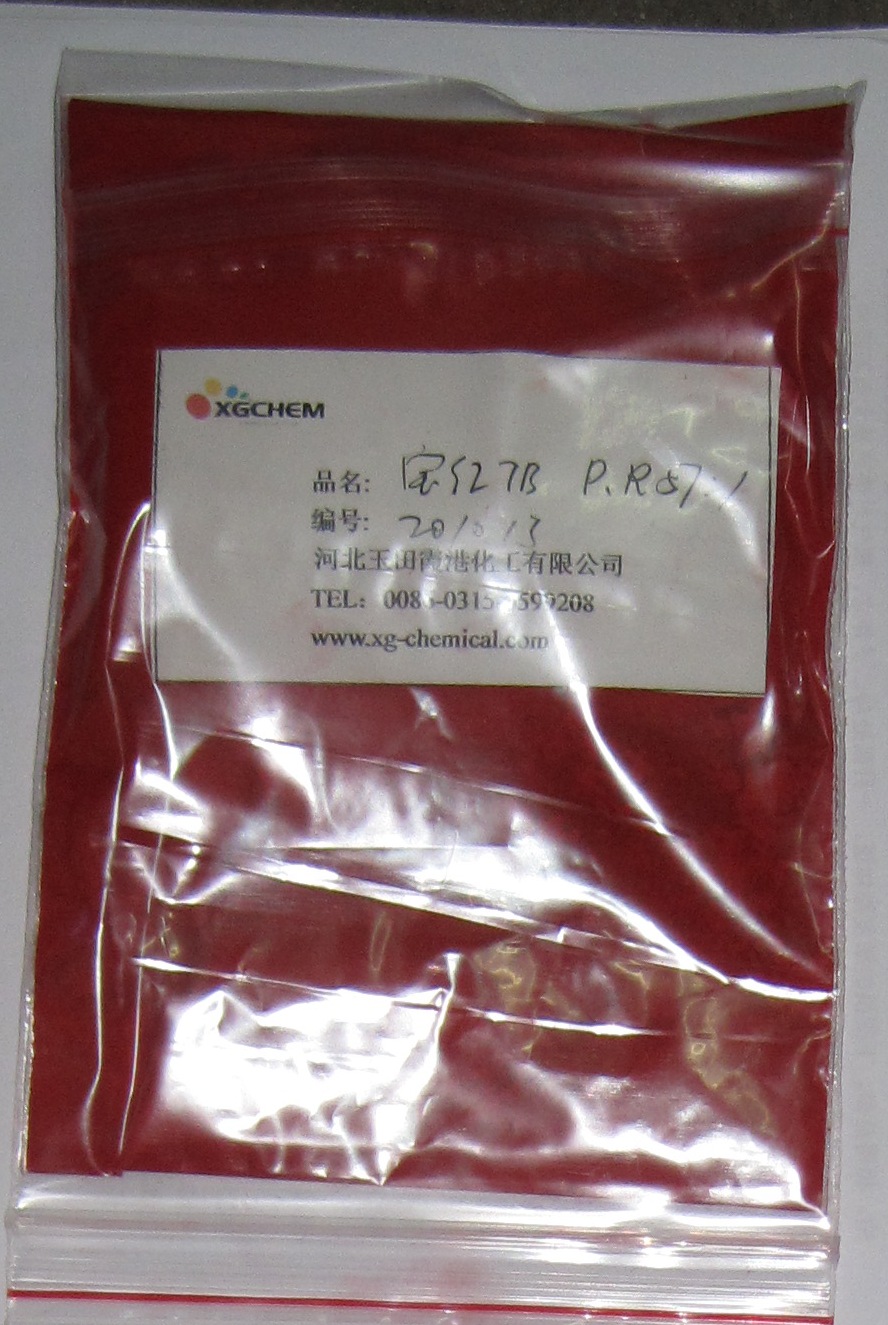 XGCHEM
品名: 宝红7B P.R57:1
编号:
河北玉田霞港化工有限公司
TEL: 0086-0315-6599208
www.xg-chemical.com